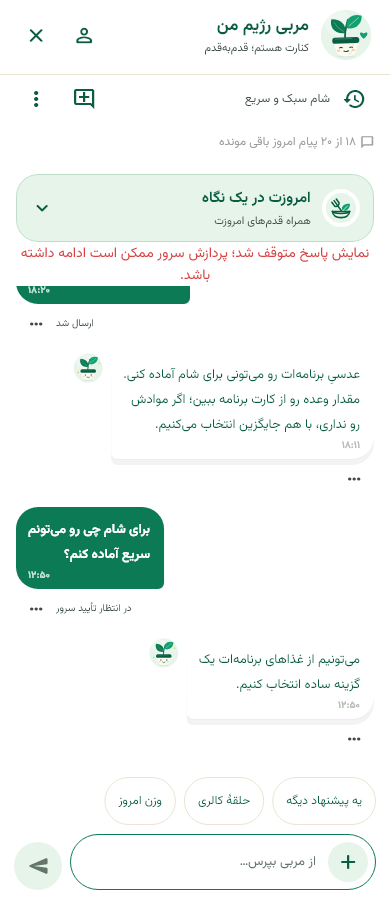 مربی رژیم من
کنارت هستم؛ قدم‌به‌قدم
شام سبک و سریع
۱۸ از ۲۰ پیام امروز باقی مونده
امروزت در یک نگاه
همراه قدم‌های امروزت
نمایش پاسخ متوقف شد؛ پردازش سرور ممکن است ادامه داشته
باشد.
۱۸:۲۰
ارسال شد
عدسیِ برنامه‌ات رو می‌تونی برای شام آماده کنی.
مقدار وعده رو از کارت برنامه ببین؛ اگر موادش
رو نداری، با هم جایگزین انتخاب می‌کنیم.
۱۸:۱۱
برای شام چی رو می‌تونم
سریع آماده کنم؟
۱۲:۵۰
در انتظار تأیید سرور
می‌تونیم از غذاهای برنامه‌ات یک
گزینه ساده انتخاب کنیم.
۱۲:۵۰
یه پیشنهاد دیگه
حلقهٔ کالری
وزن امروز
از مربی بپرس…